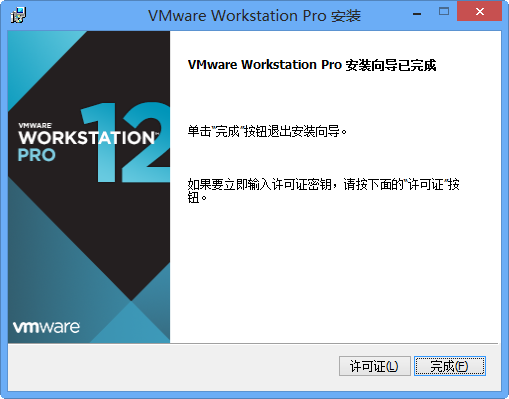 VMware Workstation Pro 安装
VMware Workstation Pro 安装向导已完成
VMWARE
WORKSTATION™
PRO
12
单击"完成"按钮退出安装向导。
如果要立即输入许可证密钥，请按下面的"许可证"按
钮。
vmware
许可证(L)
完成(F)